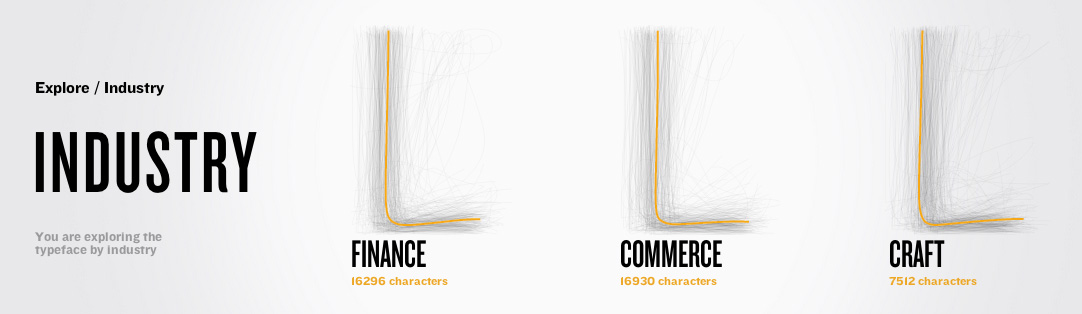 Explore / Industry
INDUSTRY
You are exploring the
typeface by industry
FINANCE
16296 characters
COMMERCE
16930 characters
CRAFT
7512 characters